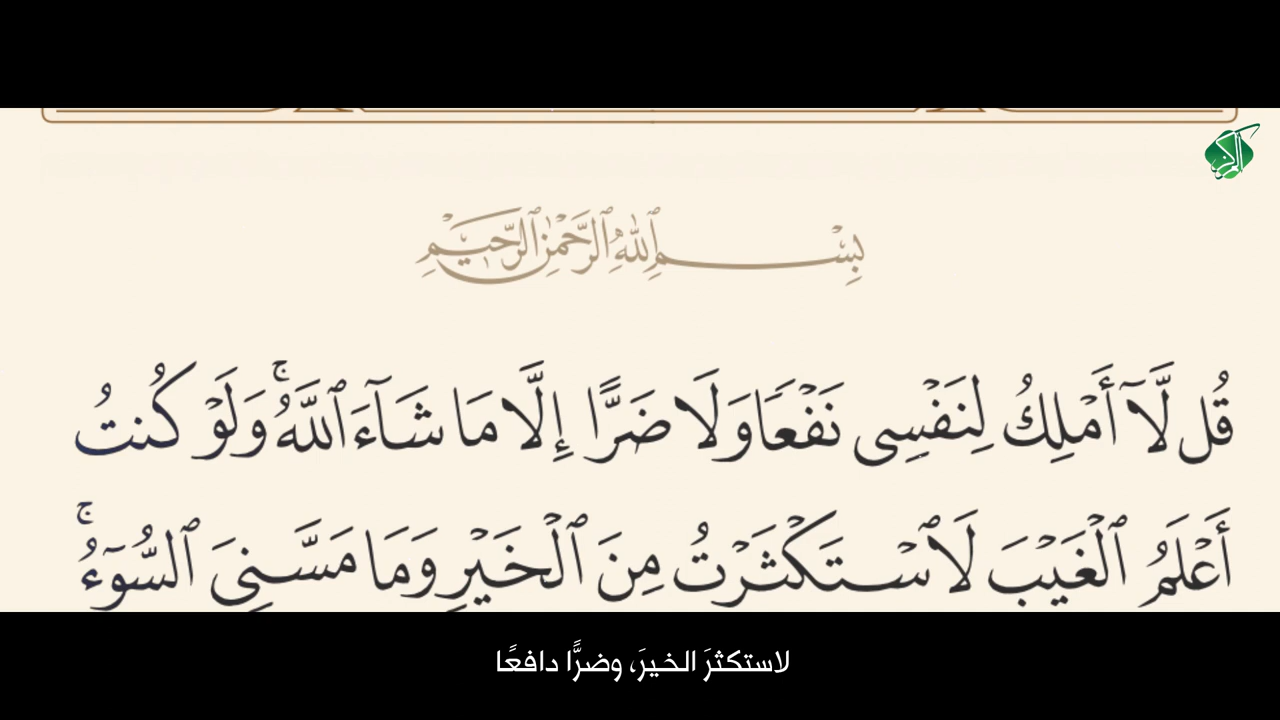 بِسْمِ ٱللَّهِ ٱلرَّحْمَٰنِ ٱلرَّحِيمِ
قُل لَّآ أَمْلِكُ لِنَفْسِى نَفْعًا وَلَا ضَرًّا إِلَّا مَا شَآءَ ٱللَّهُ ۚ وَلَوْ كُنتُ
أَعْلَمُ ٱلْغَيْبَ لَٱسْتَكْثَرْتُ مِنَ ٱلْخَيْرِ وَمَا مَسَّنِىَ ٱلسُّوٓءُ ۚ
لاستكثرَ الخيرَ، وضرًّا دافعًا